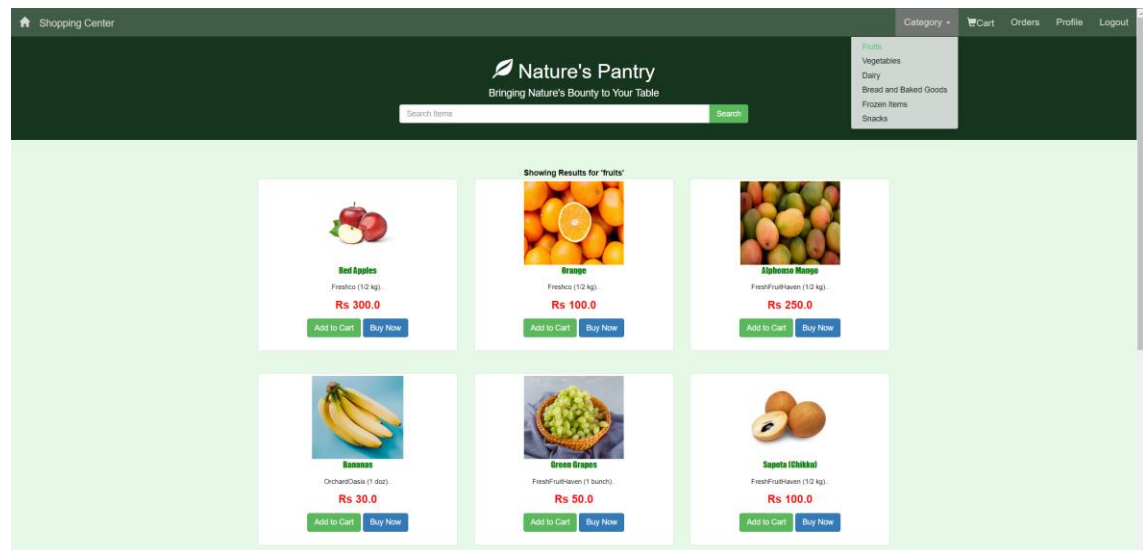 Shopping Center
Category
Cart
Orders
Profile
Logout
Fruits
Vegetables
Dairy
Bread and Baked Goods
Frozen Items
Snacks
Nature's Pantry
Bringing Nature's Bounty to Your Table
Search Items
Search
Showing Results for 'fruits'
Red Apples
Freshco (1/2 kg)..
Rs 300.0
Add to Cart
Buy Now
Orange
Freshco (1/2 kg)..
Rs 100.0
Add to Cart
Buy Now
Alphonso Mango
FreshFruitHaven (1/2 kg)..
Rs 250.0
Add to Cart
Buy Now
Bananas
OrchardOasis (1 doz)..
Rs 30.0
Add to Cart
Buy Now
Green Grapes
FreshFruitHaven (1 bunch)..
Rs 50.0
Add to Cart
Buy Now
Sapota (Chikku)
FreshFruitHaven (1/2 kg)..
Rs 100.0
Add to Cart
Buy Now